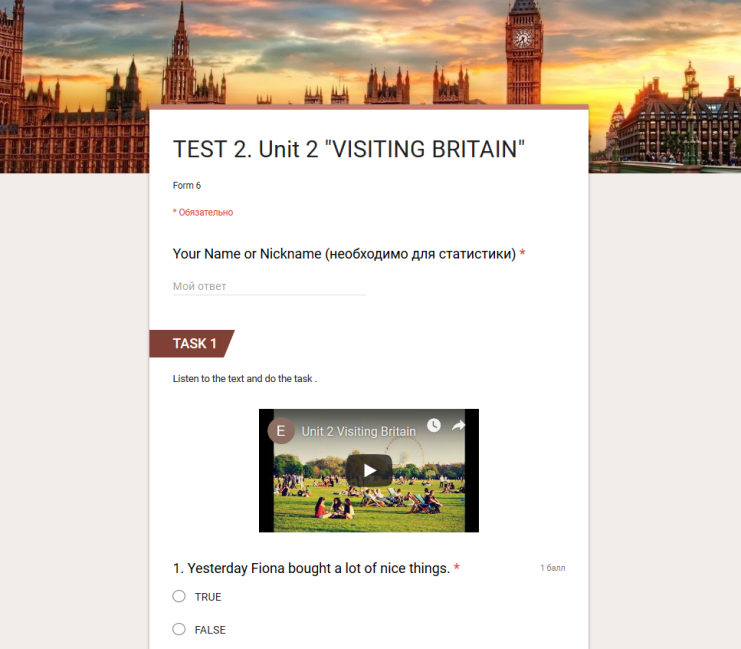 TEST 2. Unit 2 "VISITING BRITAIN"
Form 6
* Обязательно
Your Name or Nickname (необходимо для статистики) *
Мой ответ
TASK 1
Listen to the text and do the task .
E Unit 2 Visiting Britain
1. Yesterday Fiona bought a lot of nice things. * 1 балл
TRUE
FALSE